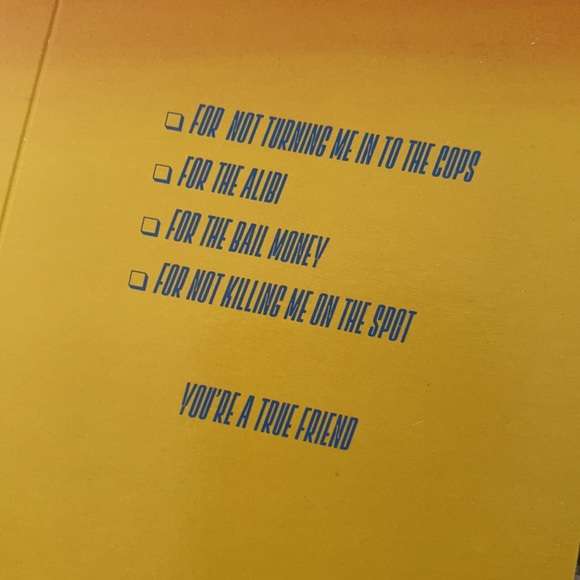 ❏ FOR NOT TURNING ME IN TO THE COPS
❏ FOR THE ALIBI
❏ FOR THE BAIL MONEY
❏ FOR NOT KILLING ME ON THE SPOT
YOU'RE A TRUE FRIEND